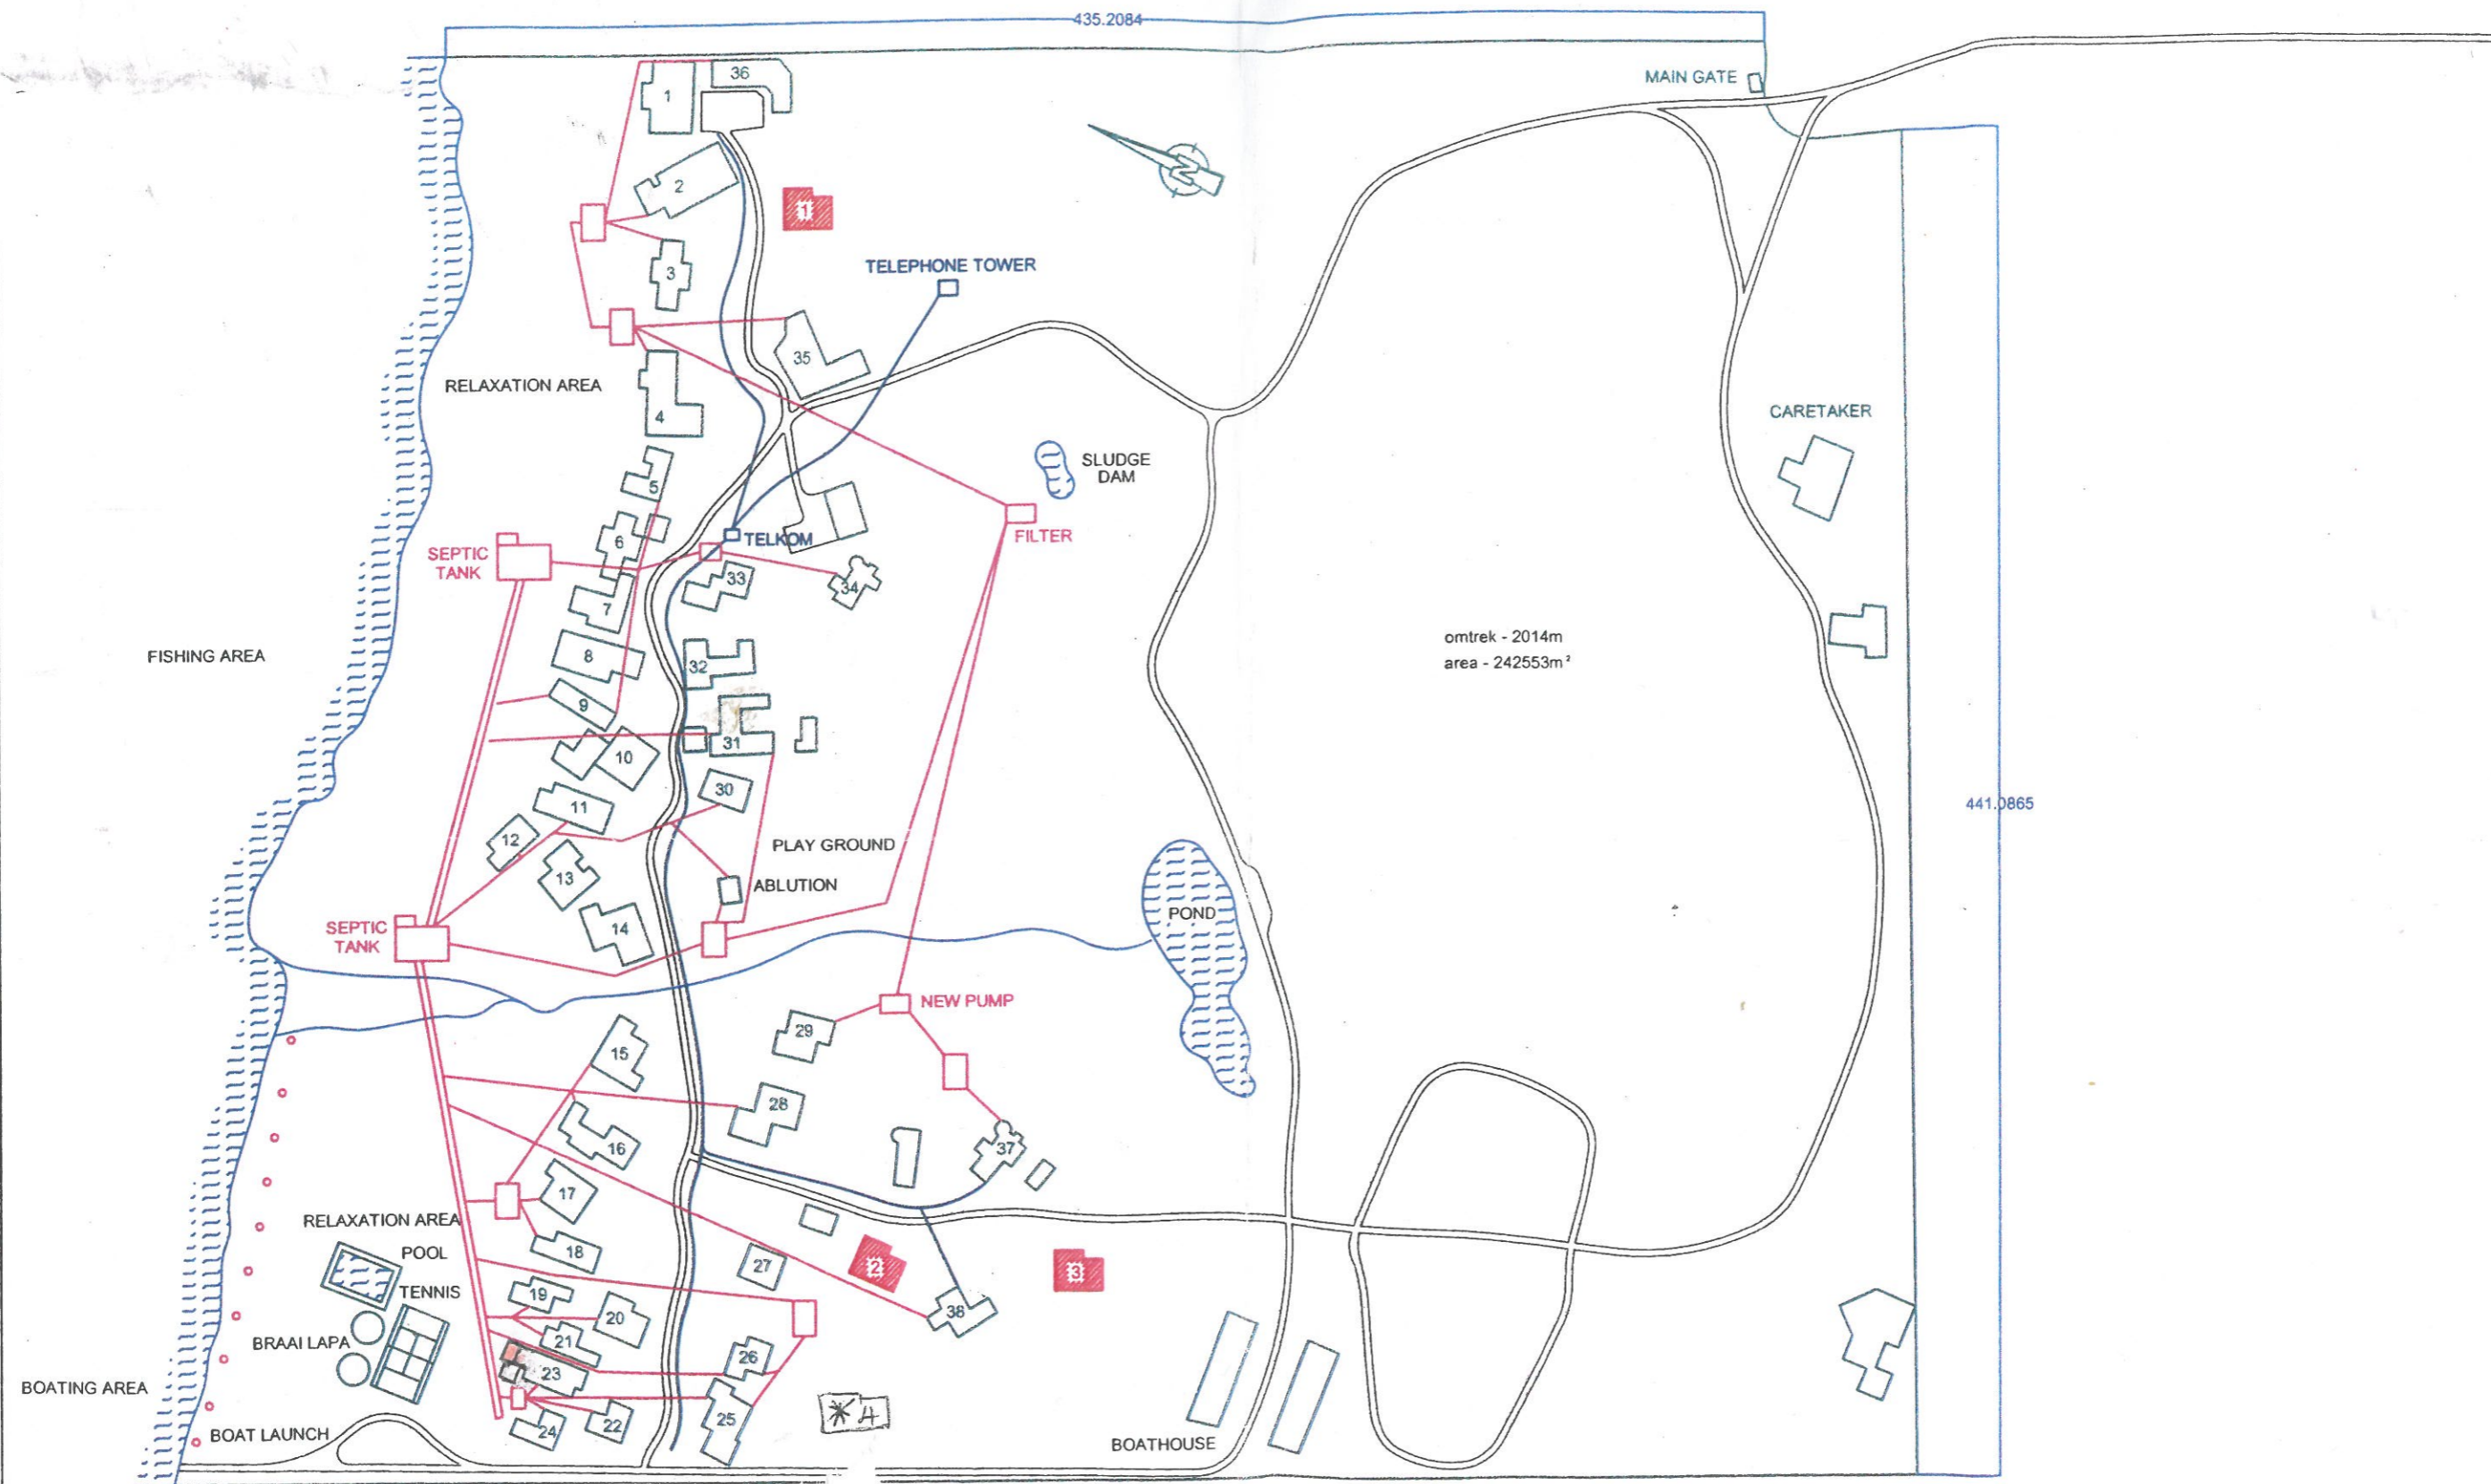 435.2084
MAIN GATE
36
1
2
1
3
TELEPHONE TOWER
35
RELAXATION AREA
4
CARETAKER
SLUDGE
DAM
5
FILTER
6
TELKOM
SEPTIC
TANK
33
34
7
omtrek - 2014m
area - 242553m²
FISHING AREA
8
32
9
31
10
30
11
441.0865
12
PLAY GROUND
13
ABLUTION
14
POND
SEPTIC
TANK
NEW PUMP
29
15
28
16
37
17
RELAXATION AREA
18
POOL
27
2
3
TENNIS
19
20
38
BRAAI LAPA
21
26
23
BOATING AREA
25
22
24
*4
BOAT LAUNCH
BOATHOUSE
N